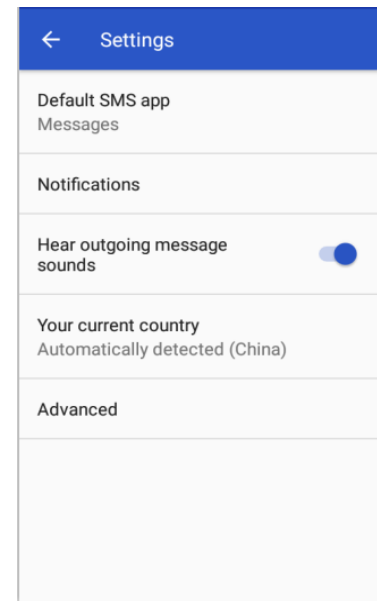 Settings
Default SMS app
Messages
Notifications
Hear outgoing message
sounds
Your current country
Automatically detected (China)
Advanced